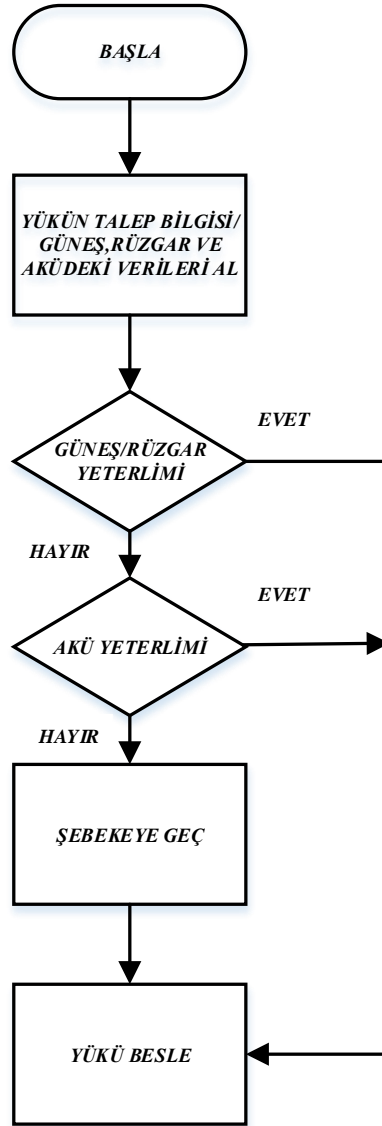 BAŞLA
YÜKÜN TALEP BİLGİSİ/
GÜNEŞ,RÜZGAR VE
AKÜDEKİ VERİLERİ AL
GÜNEŞ/RÜZGAR
YETERLİMİ
EVET
HAYIR
AKÜ YETERLİMİ
EVET
HAYIR
ŞEBEKEYE GEÇ
YÜKÜ BESLE